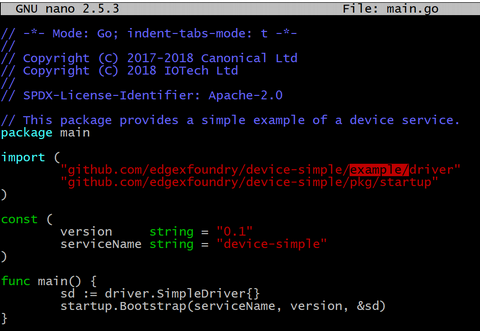 GNU nano 2.5.3 File: main.go
// -*- Mode: Go; indent-tabs-mode: t -*-
//
// Copyright (C) 2017-2018 Canonical Ltd
// Copyright (C) 2018 IOTech Ltd
//
// SPDX-License-Identifier: Apache-2.0
// This package provides a simple example of a device service.
package main
import (
"github.com/edgexfoundry/device-simple/example/driver"
"github.com/edgexfoundry/device-simple/pkg/startup"
)
const (
version string = "0.1"
serviceName string = "device-simple"
)
func main() {
sd := driver.SimpleDriver{}
startup.Bootstrap(serviceName, version, &sd)
}